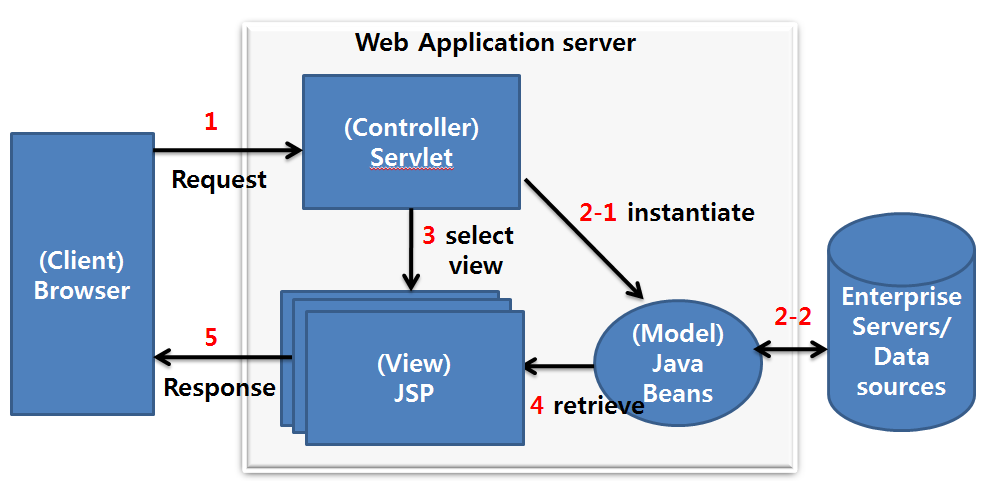 Web Application server
1
Request
(Controller)
Servlet
2-1 instantiate
3 select
view
(Client)
Browser
5
Response
(View)
JSP
4 retrieve
(Model)
Java
Beans
2-2
Enterprise
Servers/
Data
sources